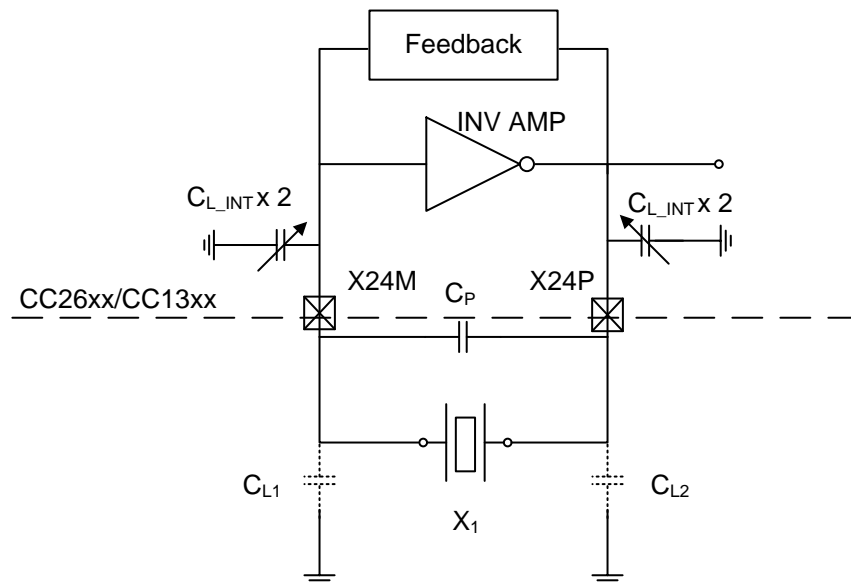 Feedback
INV AMP
C_L_INT x 2
C_L_INT x 2
X24M
C_P
X24P
CC26xx/CC13xx
C_L1
C_L2
X_1